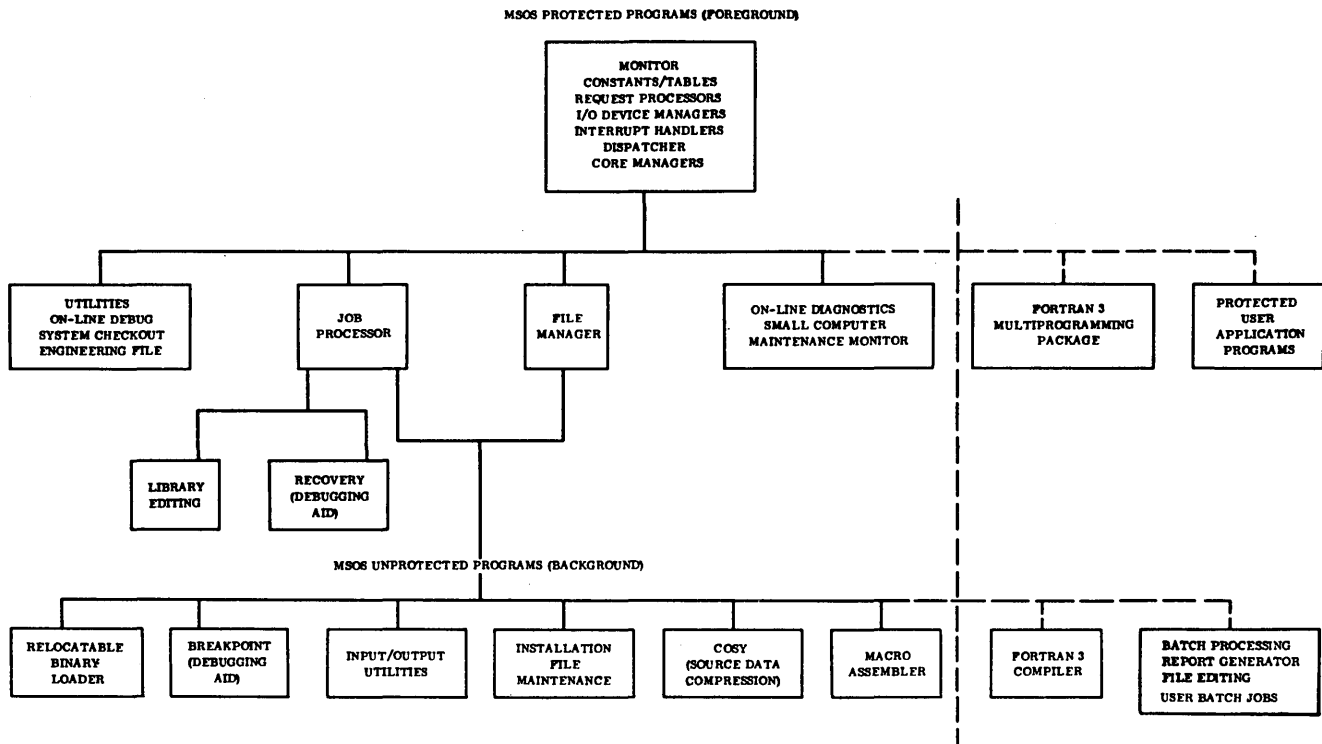 MSOS PROTECTED PROGRAMS (FOREGROUND)
MONITOR
CONSTANTS/TABLES
REQUEST PROCESSORS
I/O DEVICE MANAGERS
INTERRUPT HANDLERS
DISPATCHER
CORE MANAGERS
UTILITIES
ON-LINE DEBUG
SYSTEM CHECKOUT
ENGINEERING FILE
JOB
PROCESSOR
FILE
MANAGER
ON-LINE DIAGNOSTICS
SMALL COMPUTER
MAINTENANCE MONITOR
FORTRAN 3
MULTIPROGRAMMING
PACKAGE
PROTECTED
USER
APPLICATION
PROGRAMS
LIBRARY
EDITING
RECOVERY
(DEBUGGING
AID)
MSOS UNPROTECTED PROGRAMS (BACKGROUND)
RELOCATABLE
BINARY
LOADER
BREAKPOINT
(DEBUGGING
AID)
INPUT/OUTPUT
UTILITIES
INSTALLATION
FILE
MAINTENANCE
COSY
(SOURCE DATA
COMPRESSION)
MACRO
ASSEMBLER
FORTRAN 3
COMPILER
BATCH PROCESSING
REPORT GENERATOR
FILE EDITING
USER BATCH JOBS